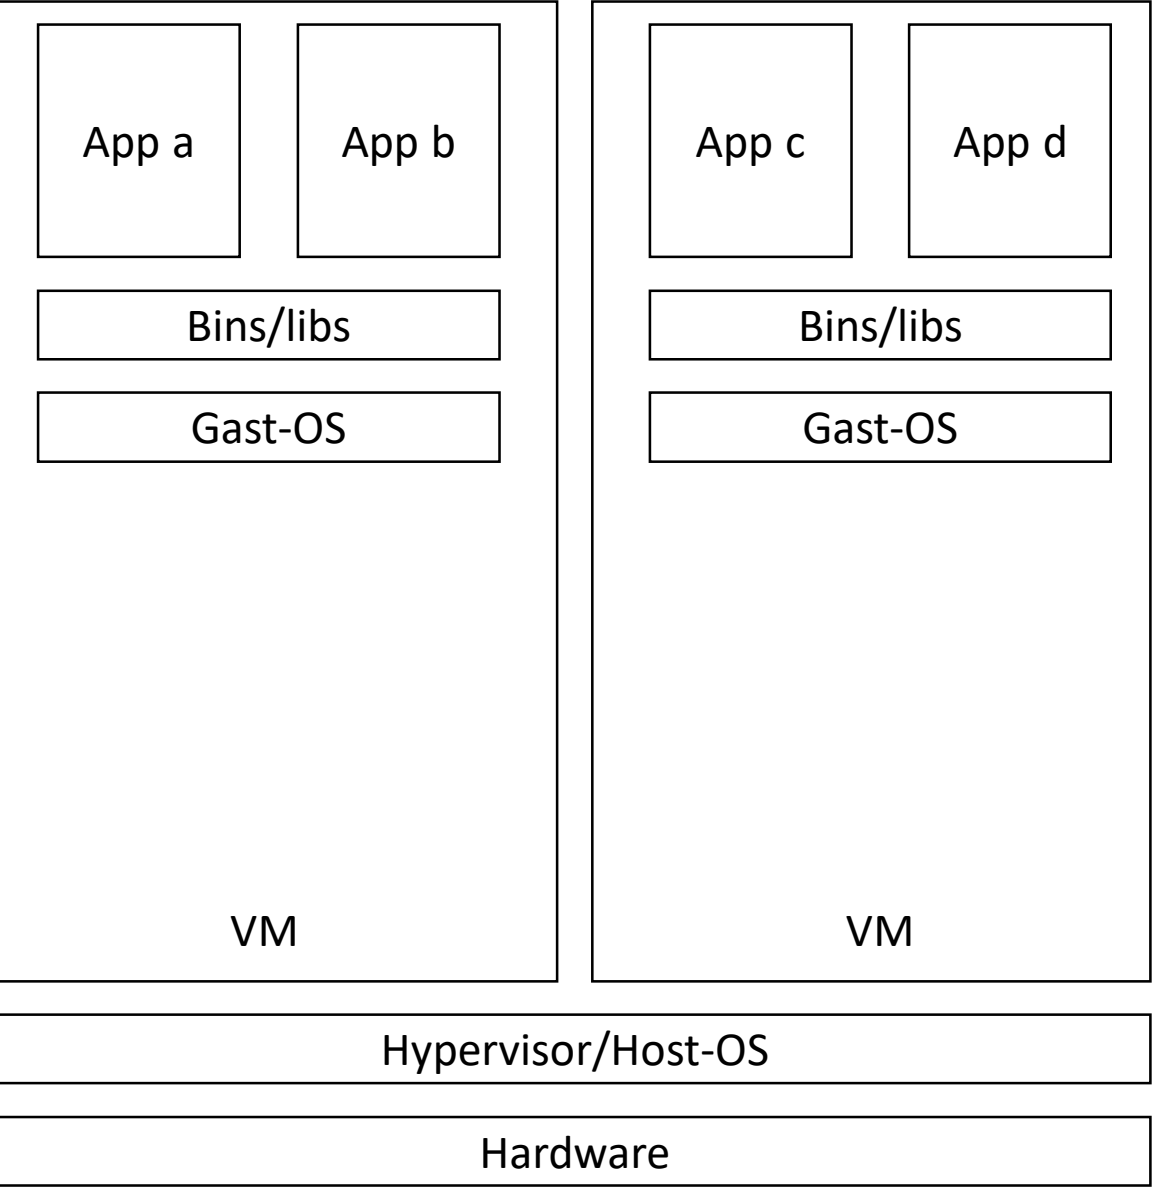 App a
App b
App c
App d
Bins/libs
Bins/libs
Gast-OS
Gast-OS
VM
VM
Hypervisor/Host-OS
Hardware